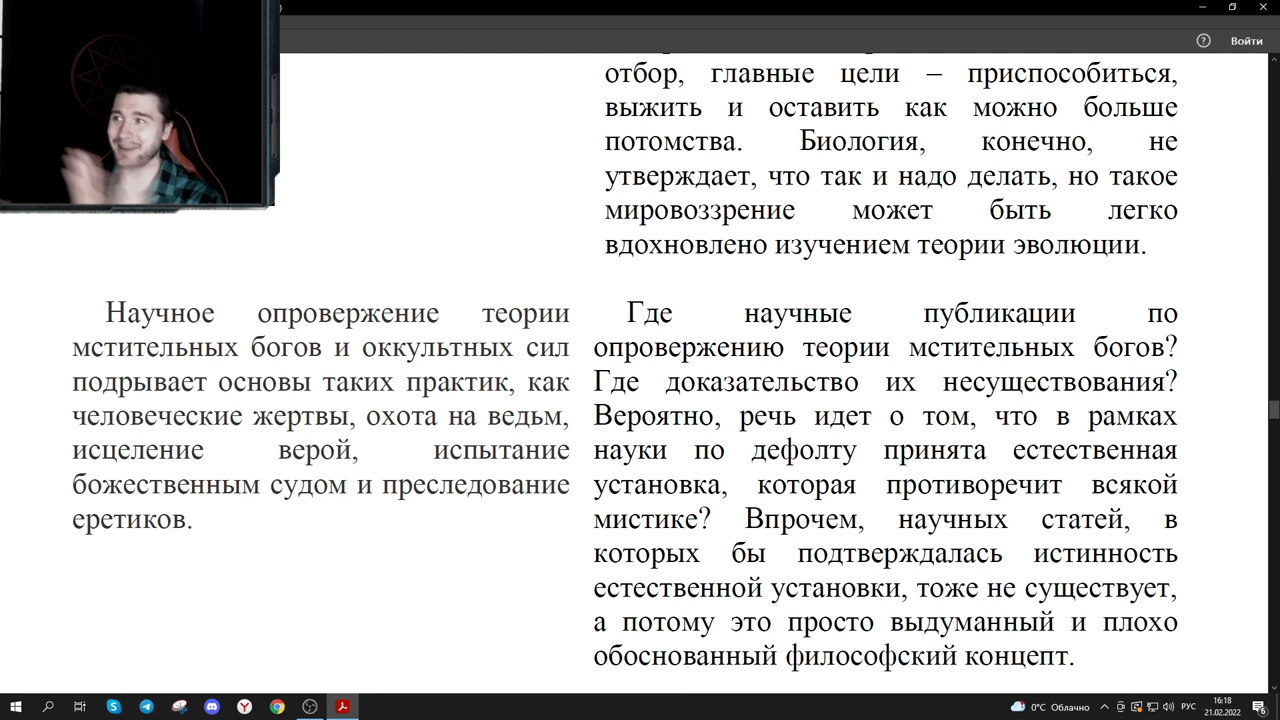 Войти
отбор, главные цели – приспособиться,
выжить и оставить как можно больше
потомства. Биология, конечно, не
утверждает, что так и надо делать, но такое
мировоззрение может быть легко
вдохновлено изучением теории эволюции.
Научное опровержение теории
мстительных богов и оккультных сил
подрывает основы таких практик, как
человеческие жертвы, охота на ведьм,
исцеление верой, испытание
божественным судом и преследование
еретиков.
Где научные публикации по
опровержению теории мстительных богов?
Где доказательство их несуществования?
Вероятно, речь идет о том, что в рамках
науки по дефолту принята естественная
установка, которая противоречит всякой
мистике? Впрочем, научных статей, в
которых бы подтверждалась истинность
естественной установки, тоже не существует,
а потому это просто выдуманный и плохо
обоснованный философский концепт.
0°C Облачно
РУС
16:18
21.02.2022
6